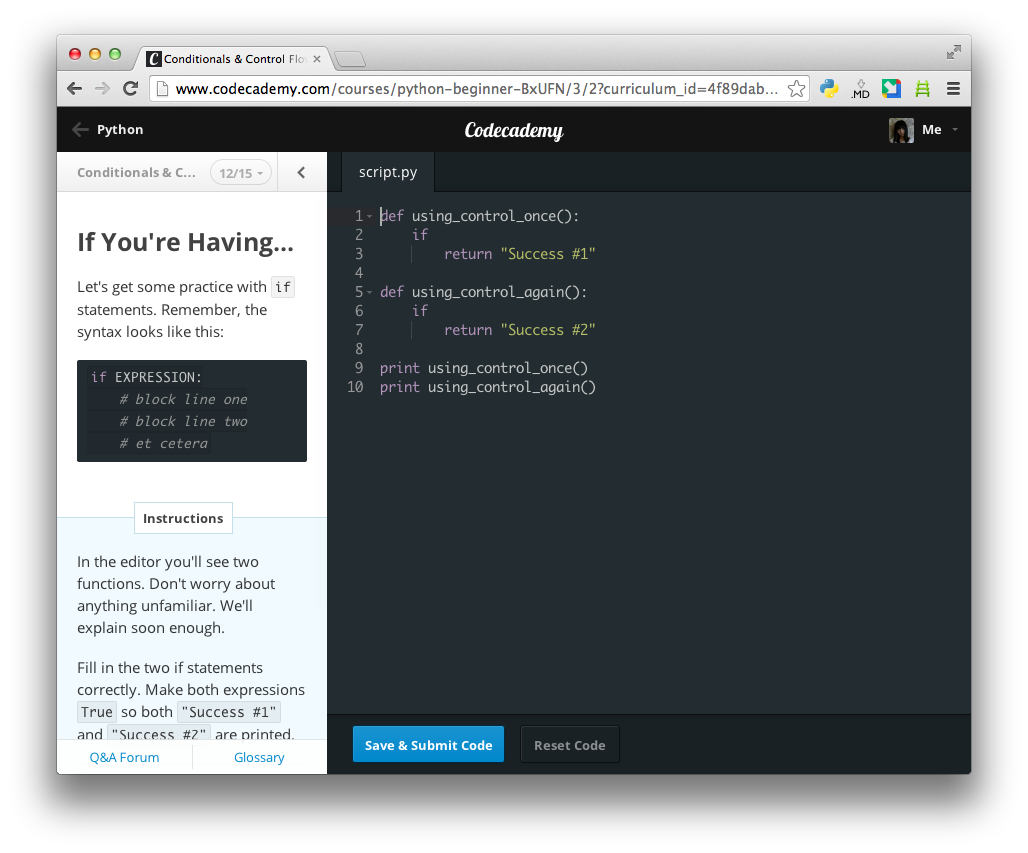 Conditionals & Control Flo
www.codecademy.com/courses/python-beginner-BxUFN/3/2?curriculum_id=4f89dab...
.MD
Python
Codecademy
Me
Conditionals & C...
12/15
If You're Having...
Let's get some practice with if
statements. Remember, the
syntax looks like this:
if EXPRESSION:
# block line one
# block line two
# et cetera
Instructions
In the editor you'll see two
functions. Don't worry about
anything unfamiliar. We'll
explain soon enough.
Fill in the two if statements
correctly. Make both expressions
True so both "Success #1"
and "Success #2" are printed.
Q&A Forum
Glossary
script.py
1 def using_control_once():
2 if
3 return "Success #1"
4
5 def using_control_again():
6 if
7 return "Success #2"
8
9 print using_control_once()
10 print using_control_again()
Save & Submit Code
Reset Code